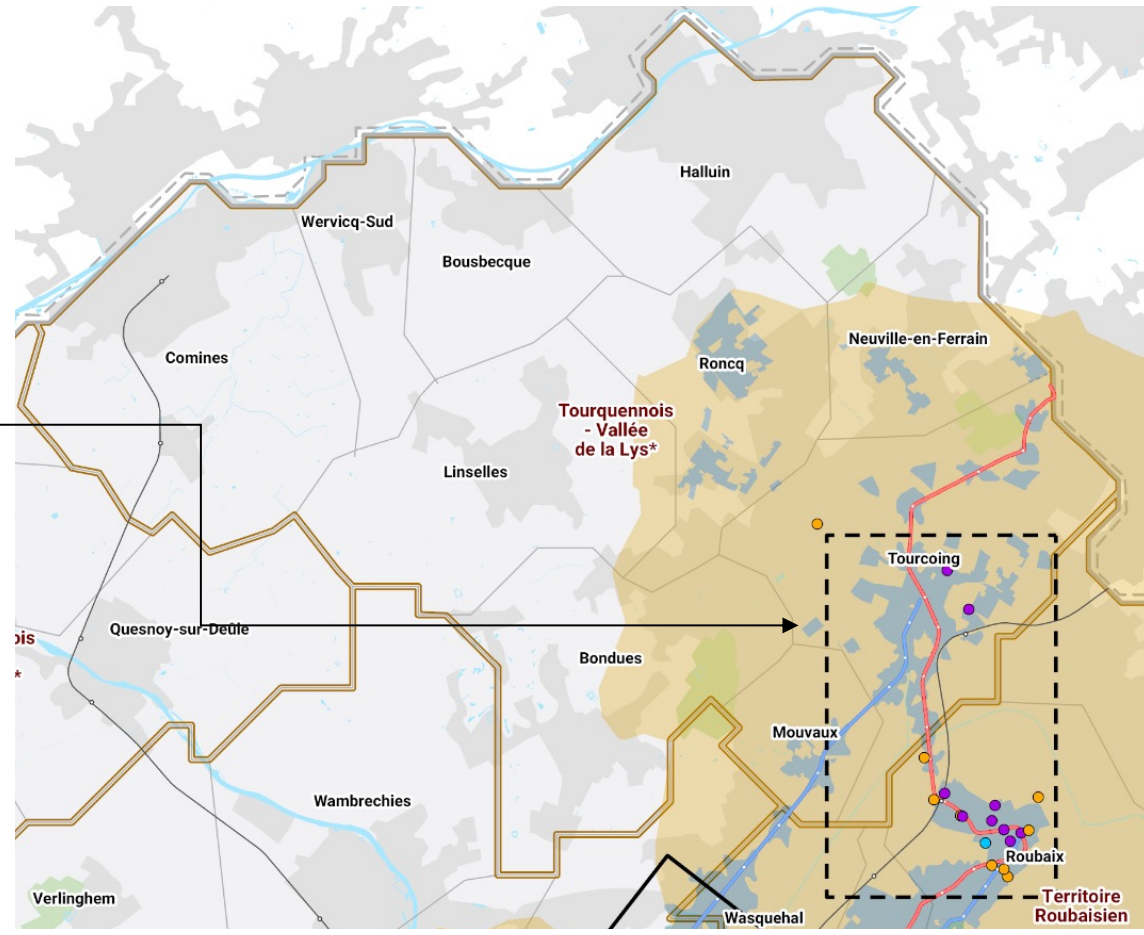 Halluin
Wervicq-Sud
Bousbecque
Neuville-en-Ferrain
Comines
Roncq
Tourquennois
- Vallée
de la Lys*
Linselles
Tourcoing
Quesnoy-sur-Deûle
ois
*
Bondues
Mouvaux
Wambrechies
Roubaix
Verlinghem
Wasquehal
Territoire
Roubaisien